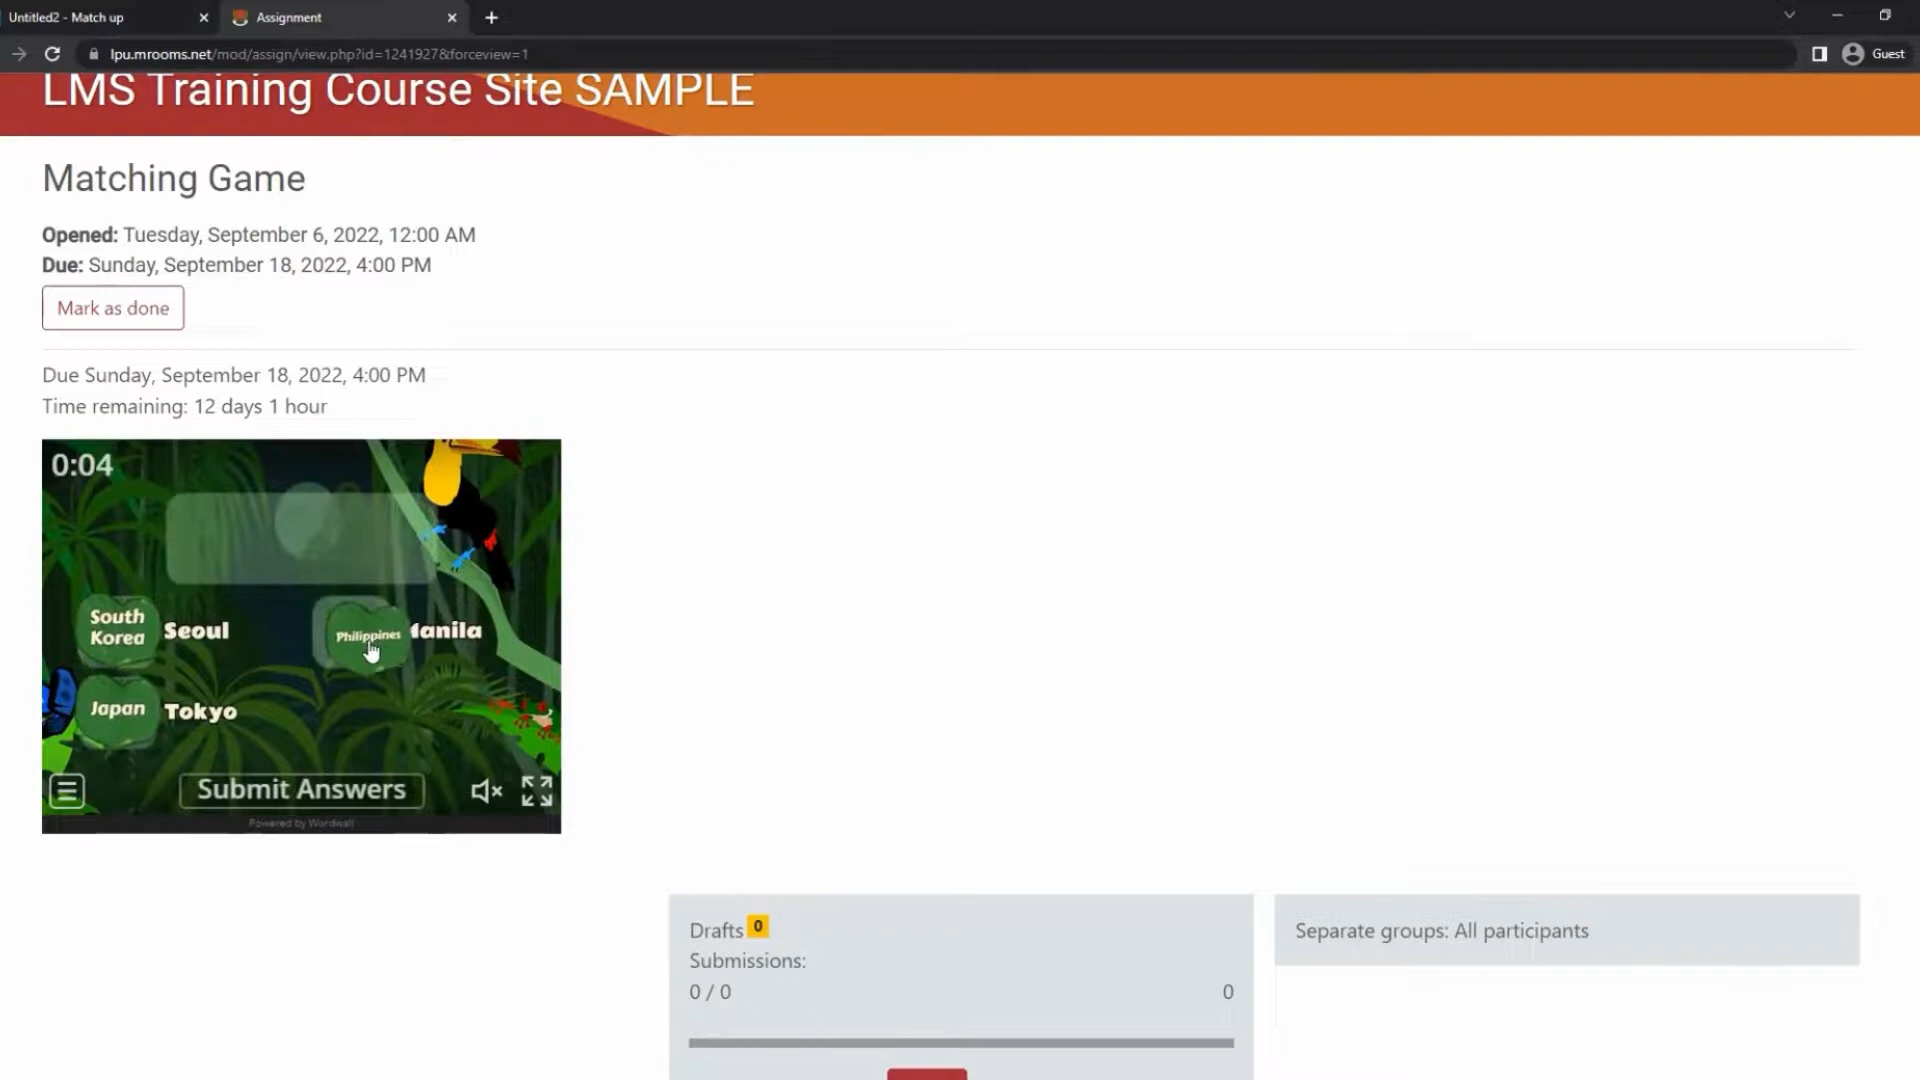 Untitled2 - Match up
Assignment
lpu.mrooms.net/mod/assign/view.php?id=1241927&forceview=1
Guest
LMS Training Course Site SAMPLE
Matching Game
Opened: Tuesday, September 6, 2022, 12:00 AM
Due: Sunday, September 18, 2022, 4:00 PM
Mark as done
Due Sunday, September 18, 2022, 4:00 PM
Time remaining: 12 days 1 hour
0:04
South
Korea
Seoul
Philippines
anila
Japan
Tokyo
Submit Answers
Powered by Wordwall
Drafts 0
Submissions:
0 / 0
0
Separate groups: All participants